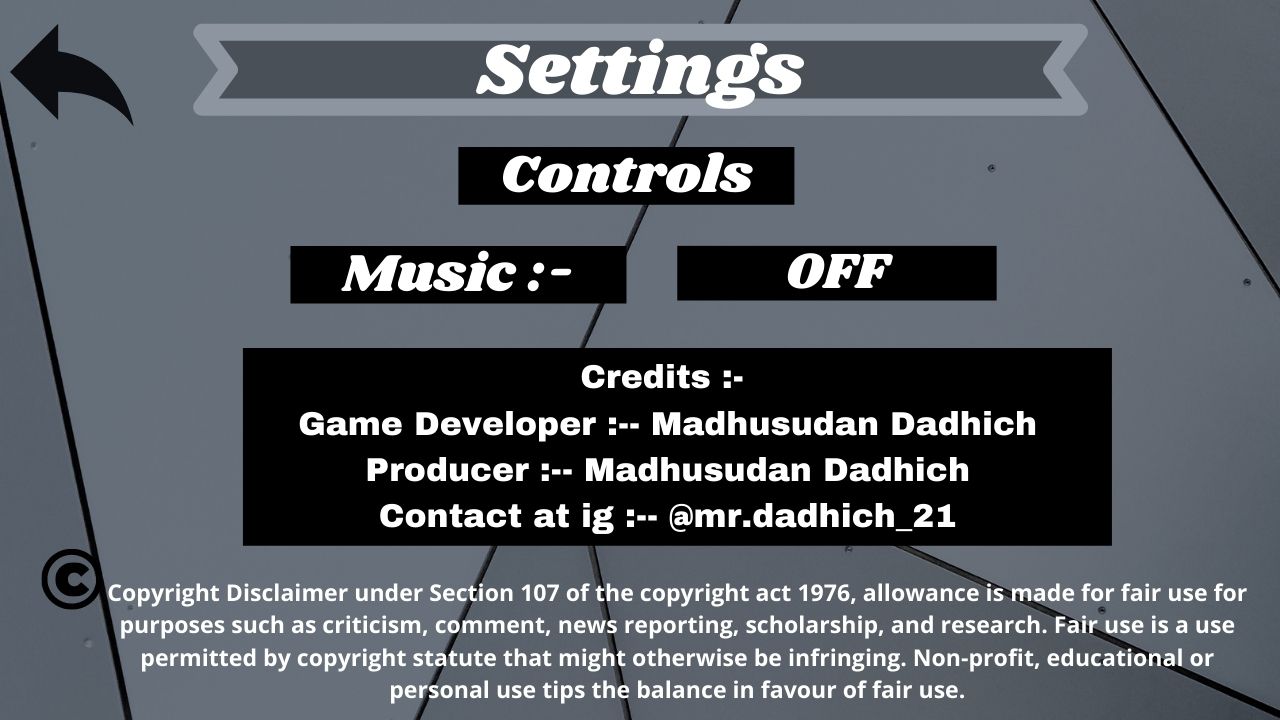 Settings
Controls
Music :- OFF
Credits :-
Game Developer :-- Madhusudan Dadhich
Producer :-- Madhusudan Dadhich
Contact at ig :-- @mr.dadhich_21
© Copyright Disclaimer under Section 107 of the copyright act 1976, allowance is made for fair use for
purposes such as criticism, comment, news reporting, scholarship, and research. Fair use is a use
permitted by copyright statute that might otherwise be infringing. Non-profit, educational or
personal use tips the balance in favour of fair use.